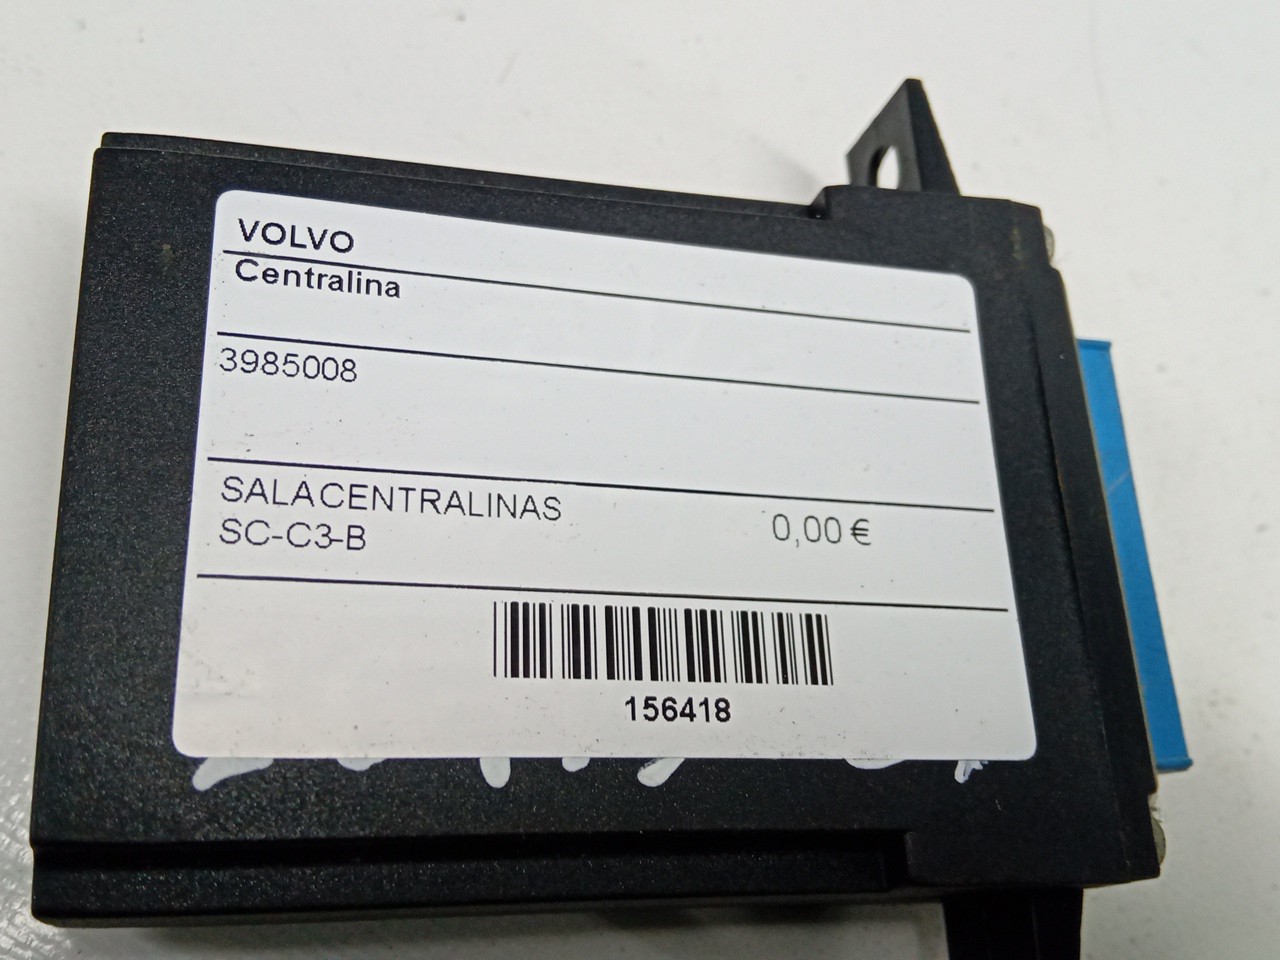 VOLVO
Centralina
3985008
SALACENTRALINAS
SC-C3-B
0,00 €
156418